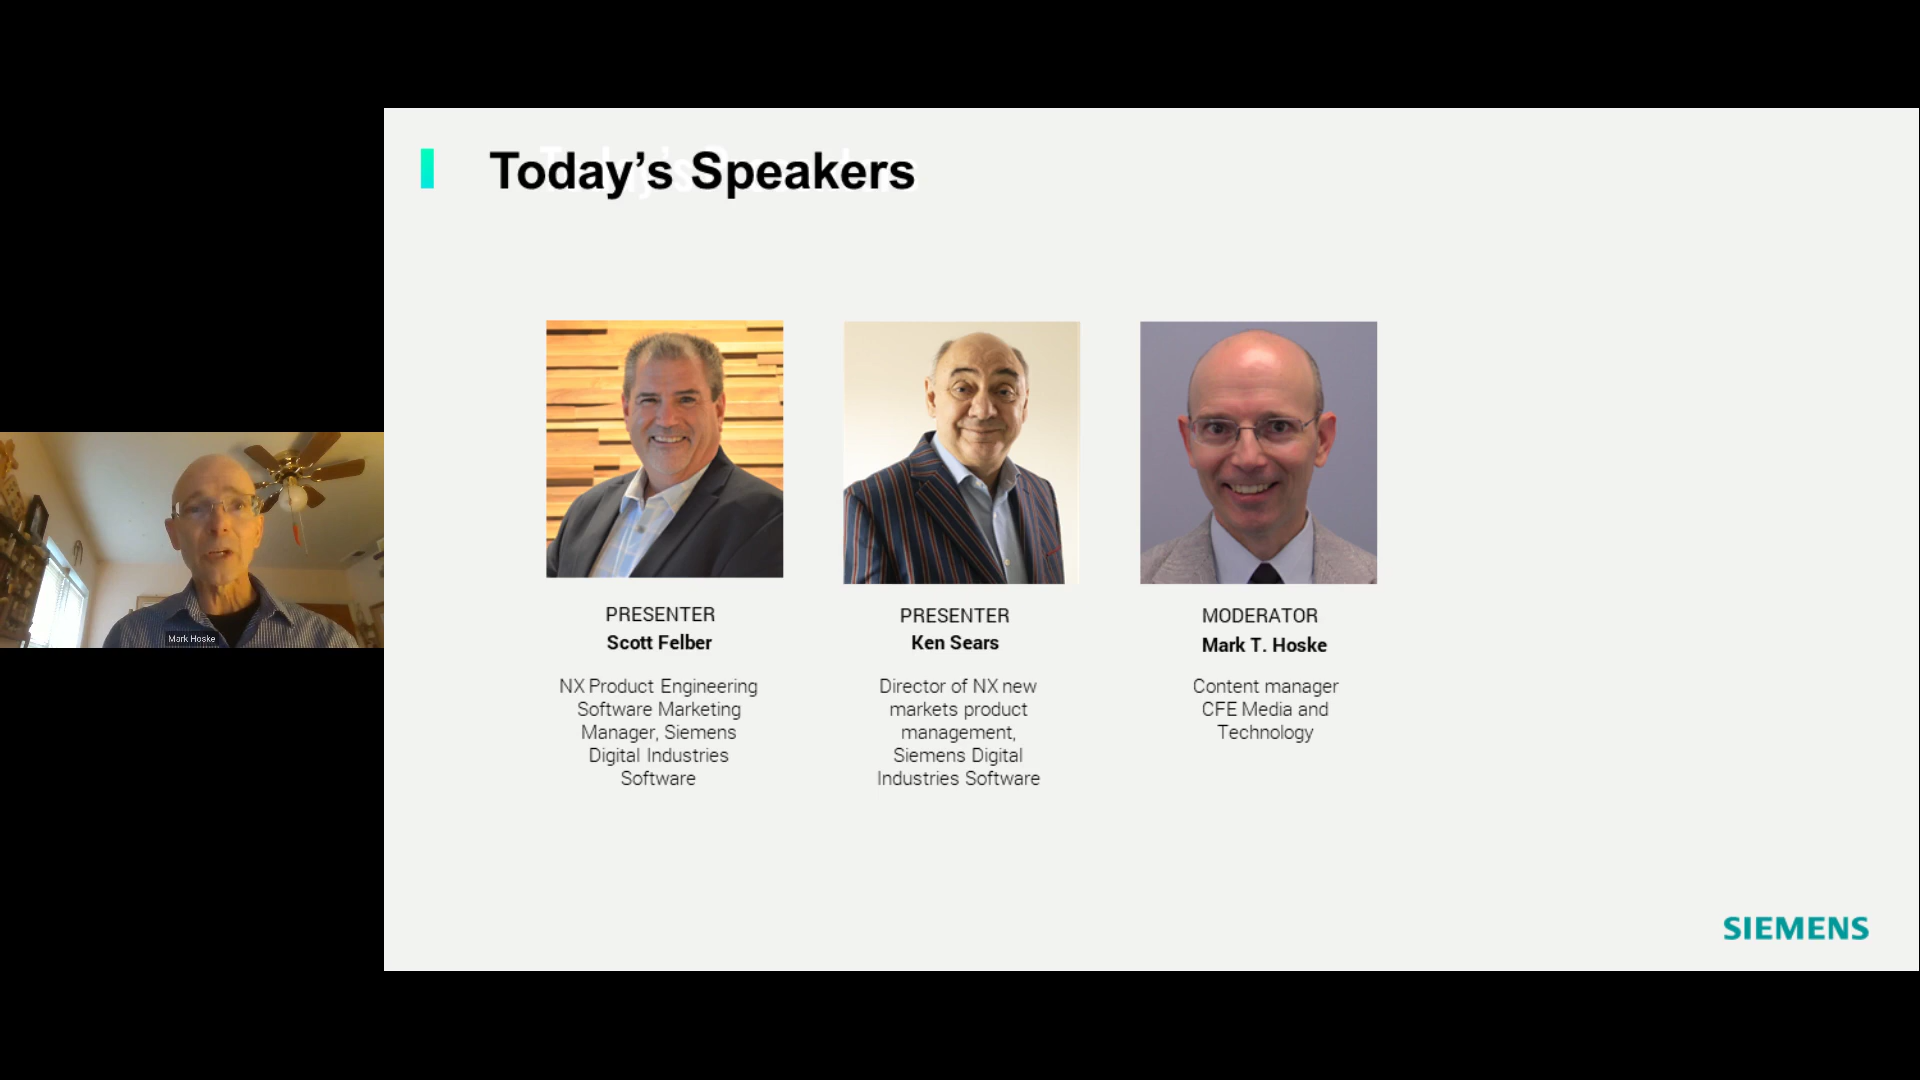 Today's Speakers
PRESENTER
Scott Felber
NX Product Engineering
Software Marketing
Manager, Siemens
Digital Industries
Software
PRESENTER
Ken Sears
Director of NX new
markets product
management,
Siemens Digital
Industries Software
MODERATOR
Mark T. Hoske
Content manager
CFE Media and
Technology
Mark Hoske
SIEMENS